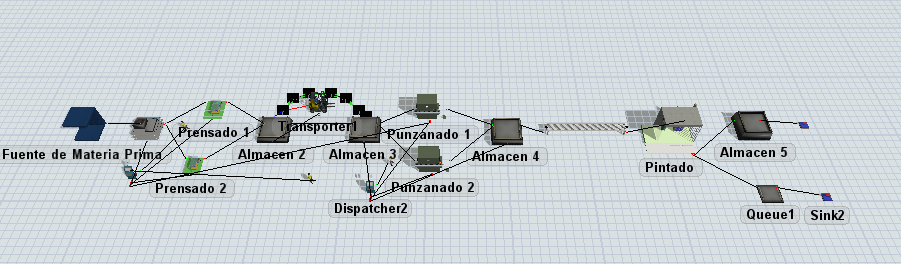 Prensado 1
Transporter1
Punzanado 1
Fuente de Materia Prima
Almacen 2
Almacen 3
Almacen 4
Almacen 5
Pintado
Prensado 2
Punzanado 2
Dispatcher2
Queue1
Sink2